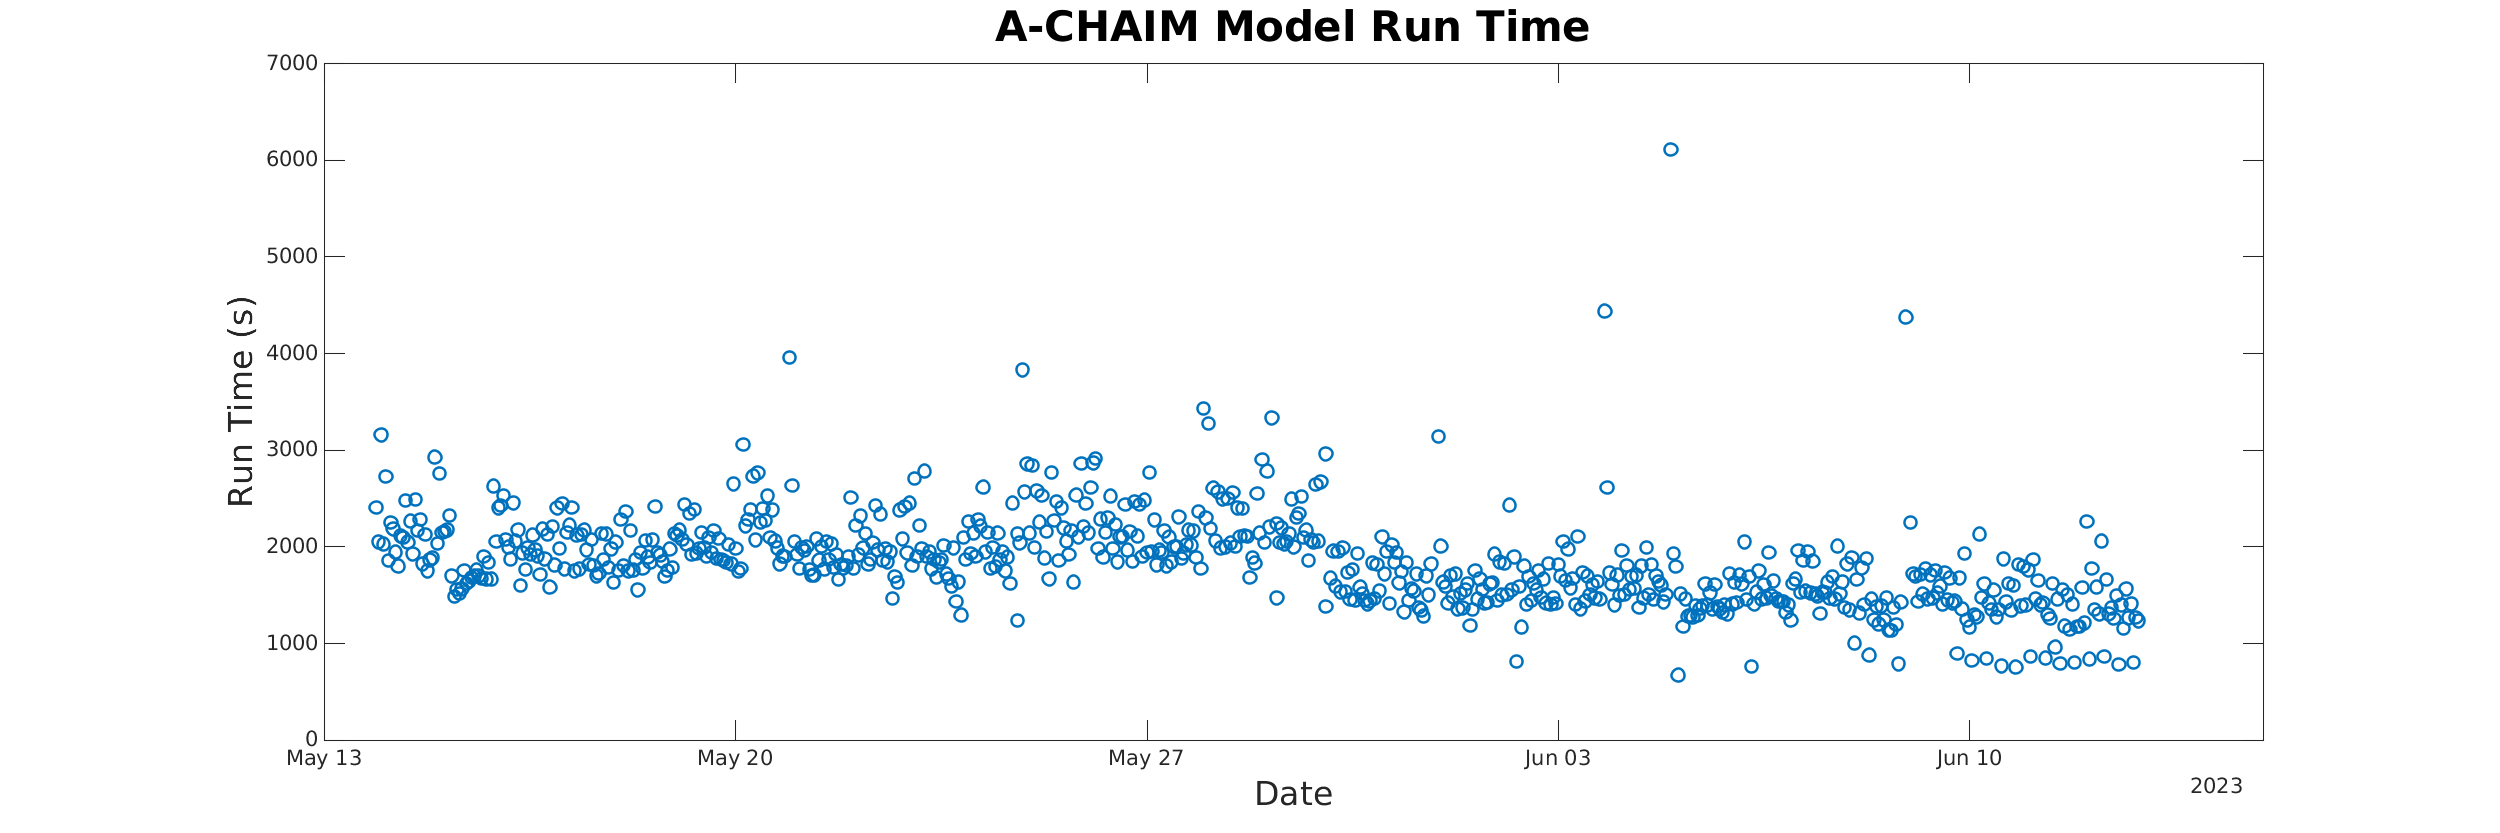 A-CHAIM Model Run Time
7000
6000
5000
4000
3000
2000
1000
0
Run Time (s)
May 13
May 20
May 27
Jun 03
Jun 10
2023
Date